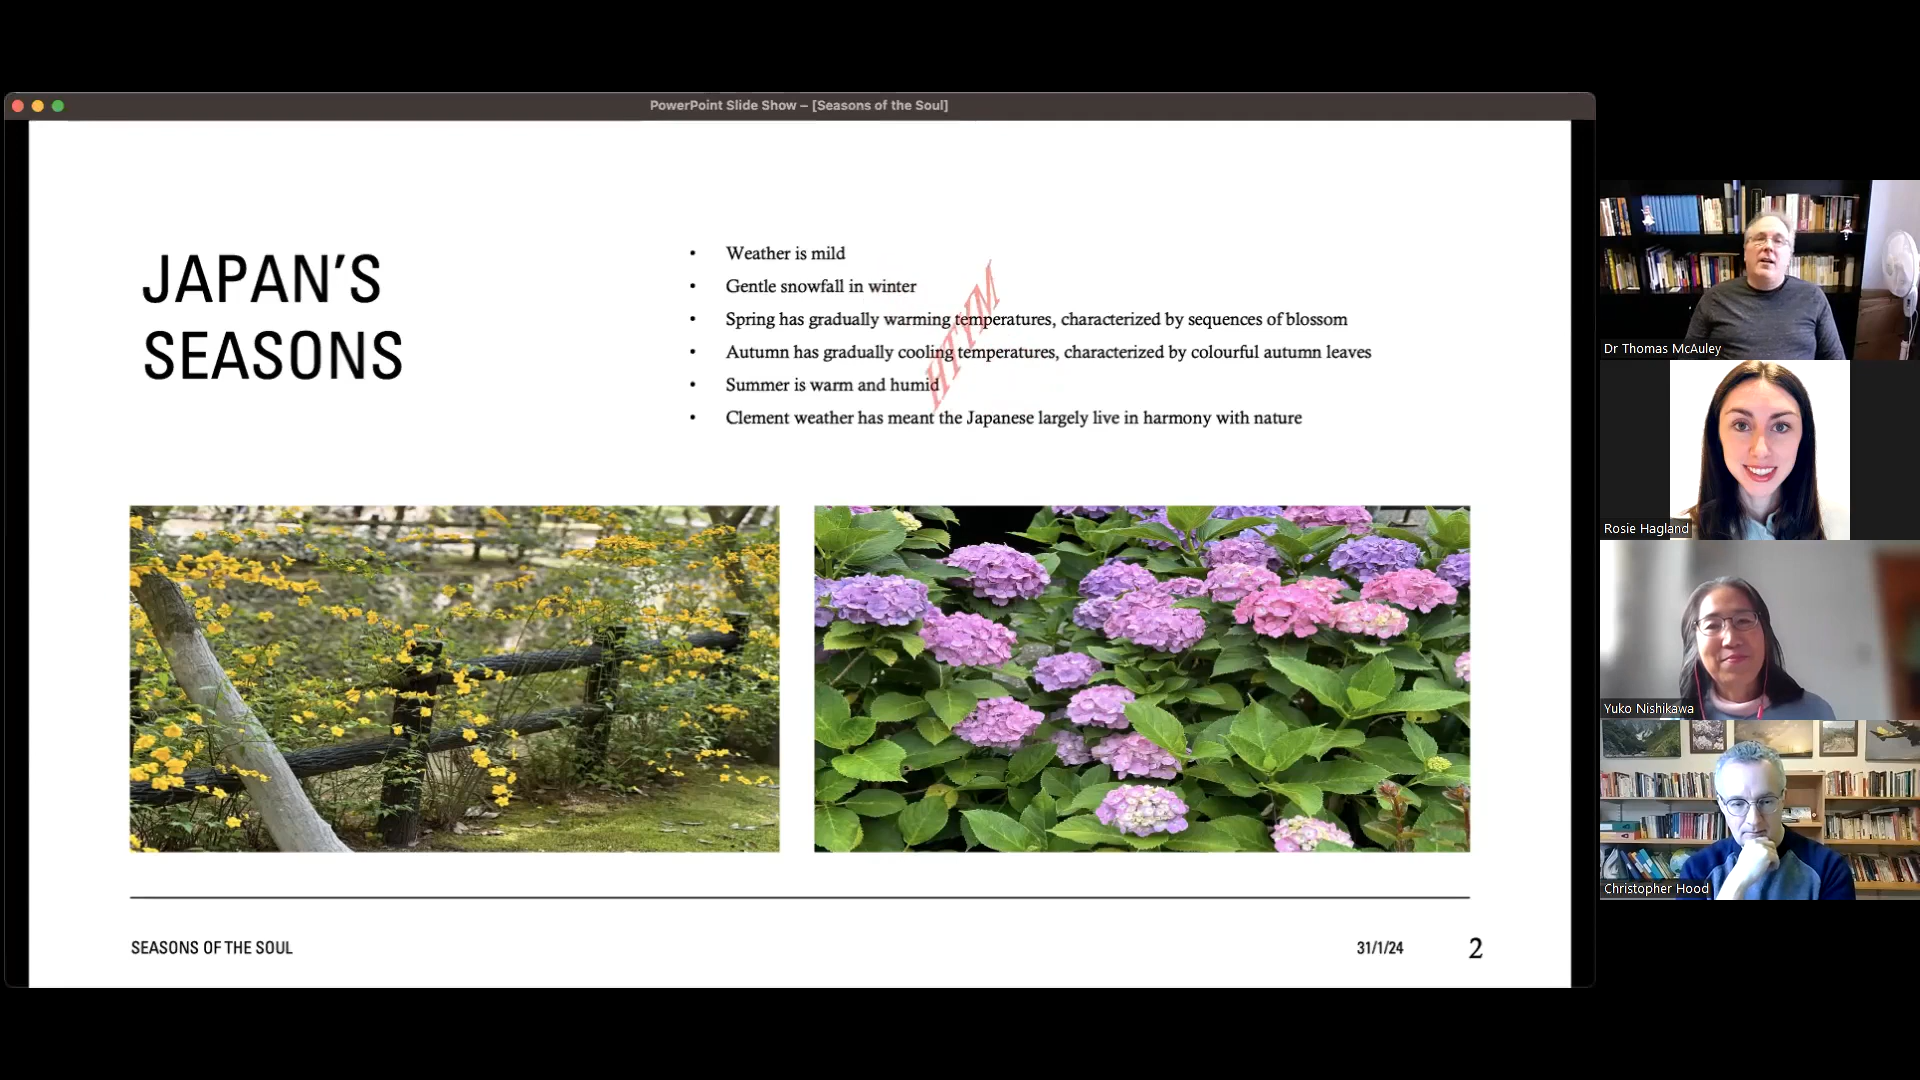 PowerPoint Slide Show – [Seasons of the Soul]
JAPAN’S
SEASONS
• Weather is mild
• Gentle snowfall in winter
• Spring has gradually warming temperatures, characterized by sequences of blossom
• Autumn has gradually cooling temperatures, characterized by colourful autumn leaves
• Summer is warm and humid
• Clement weather has meant the Japanese largely live in harmony with nature
MYTH
SEASONS OF THE SOUL
31/1/24
2
Dr Thomas McAuley
Rosie Hagland
Yuko Nishikawa
Christopher Hood